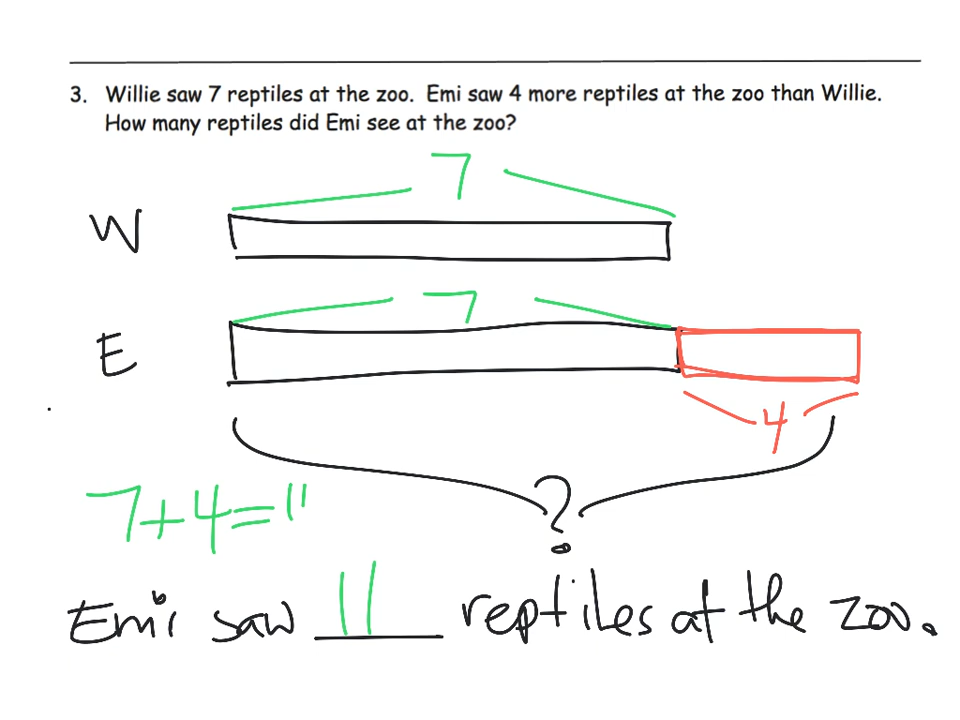 3. Willie saw 7 reptiles at the zoo. Emi saw 4 more reptiles at the zoo than Willie.
How many reptiles did Emi see at the zoo?
7
W
7
E
4
?
7+4=11
Emi saw 11 reptiles at the zoo.